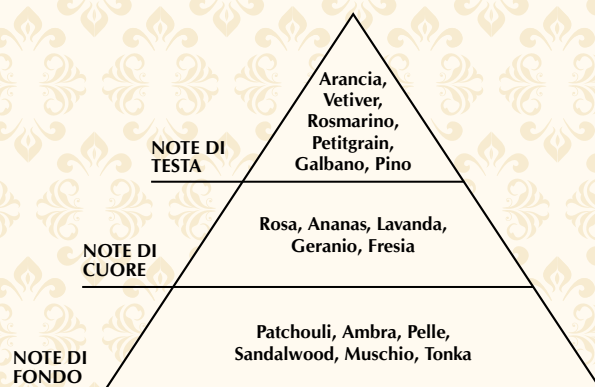 Arancia,
Vetiver,
Rosmarino,
Petitgrain,
Galbano, Pino
NOTE DI
TESTA
Rosa, Ananas, Lavanda,
Geranio, Fresia
NOTE DI
CUORE
Patchouli, Ambra, Pelle,
Sandalwood, Muschio, Tonka
NOTE DI
FONDO